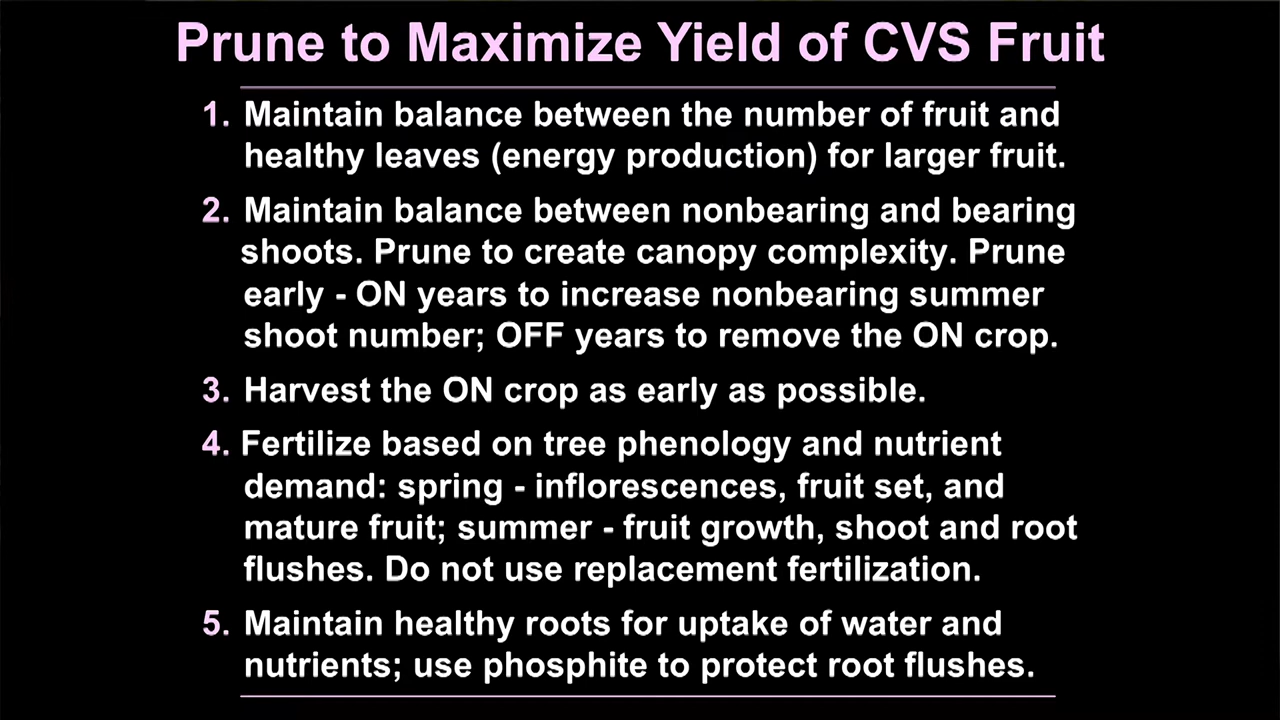 Prune to Maximize Yield of CVS Fruit
1. Maintain balance between the number of fruit and
healthy leaves (energy production) for larger fruit.
2. Maintain balance between nonbearing and bearing
shoots. Prune to create canopy complexity. Prune
early - ON years to increase nonbearing summer
shoot number; OFF years to remove the ON crop.
3. Harvest the ON crop as early as possible.
4. Fertilize based on tree phenology and nutrient
demand: spring - inflorescences, fruit set, and
mature fruit; summer - fruit growth, shoot and root
flushes. Do not use replacement fertilization.
5. Maintain healthy roots for uptake of water and
nutrients; use phosphite to protect root flushes.